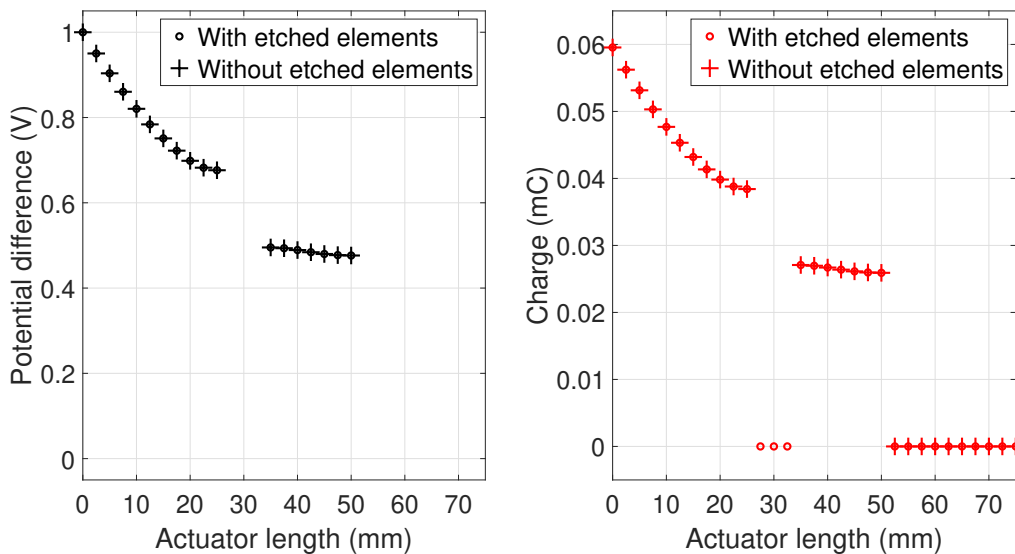 With etched elements
Without etched elements
1
0.8
0.6
0.4
0.2
0
Potential difference (V)
0 10 20 30 40 50 60 70
Actuator length (mm)
With etched elements
Without etched elements
0.06
0.05
0.04
0.03
0.02
0.01
0
Charge (mC)
0 10 20 30 40 50 60 70
Actuator length (mm)